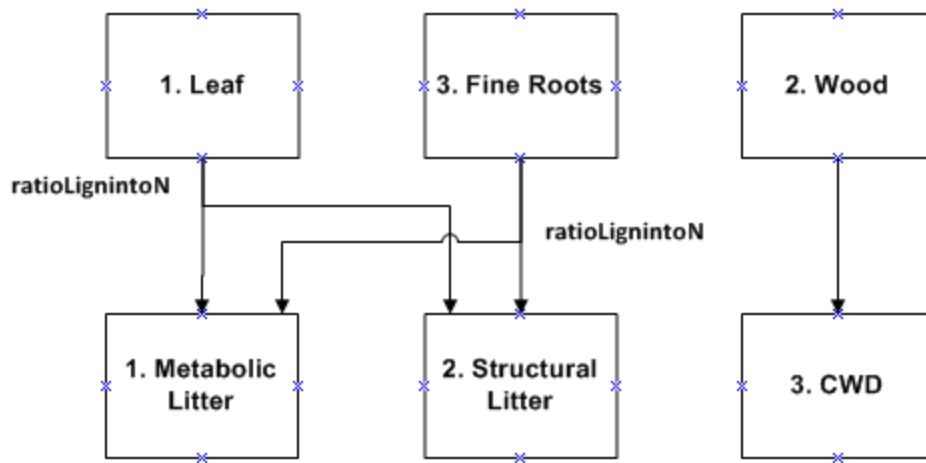 1. Leaf
3. Fine Roots
2. Wood
ratioLignintoN
ratioLignintoN
1. Metabolic
Litter
2. Structural
Litter
3. CWD